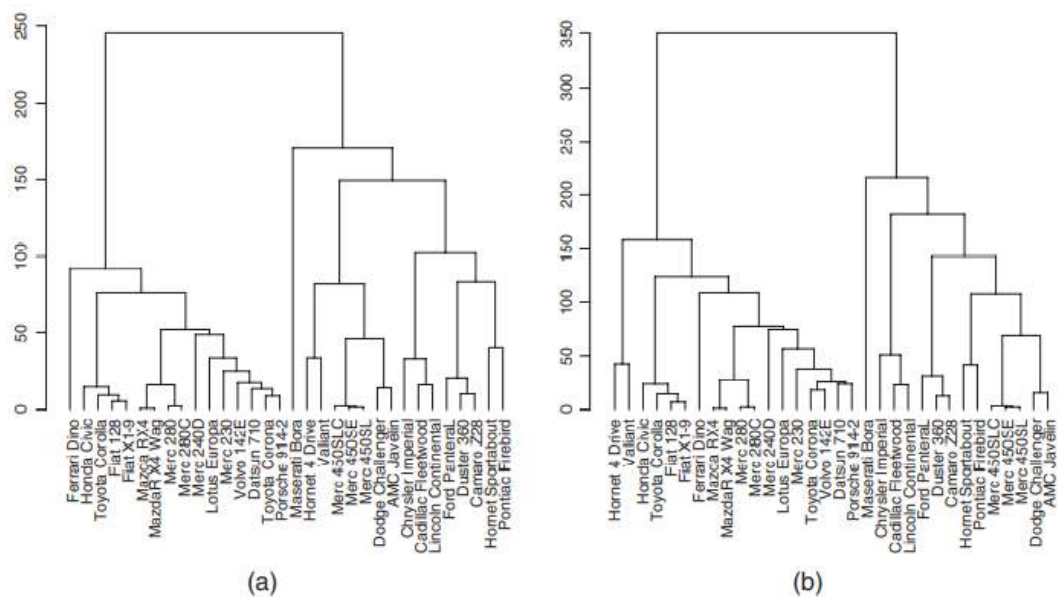 250
200
150
100
50
0
Ferrari Dino
Honda Civic
Toyota Corolla
Fiat 128
Fiat X1-9
Mazca RX4
MazdaR X4 Wag
Merc 280
Merc 280C
Merc 240D
Lotus Europa
Merc 230
Volvo 142E
Datsun 710
Toyota Corona
Porsche 914-2
Maserati Bora
Hornet 4 Drive
Valiant
Merc 450SLC
Merc 450SE
Merc 450SL
Dodge Challenger
AMC Javelin
Chrysler Imperial
Cadillac Fleetwood
Lincoln Continental
Ford PanteraL
Duster 360
Camaro Z28
Hornet Sportabout
Pontiac Firebird
(a)
350
300
250
200
150
100
50
0
Hornet 4 Drive
Valiant
Honda Civic
Toyota Corolla
Fiat 128
Fiat X1-9
Ferrari Dino
Mazca RX4
MazdaR X4 Wag
Merc 280
Merc 280C
Merc 240D
Lotus Europa
Merc 230
Toyota Corona
Volvo 142E
Datsun 710
Porsche 914-2
Maserati Bora
Chrysler Imperial
Cadillac Fleetwood
Lincoln Continental
Ford PanteraL
Duster 360
Camaro Z28
Hornet Sportabout
Pontiac Firebird
Merc 450SLC
Merc 450SE
Merc 450SL
Dodge Challenger
AMC Javelin
(b)